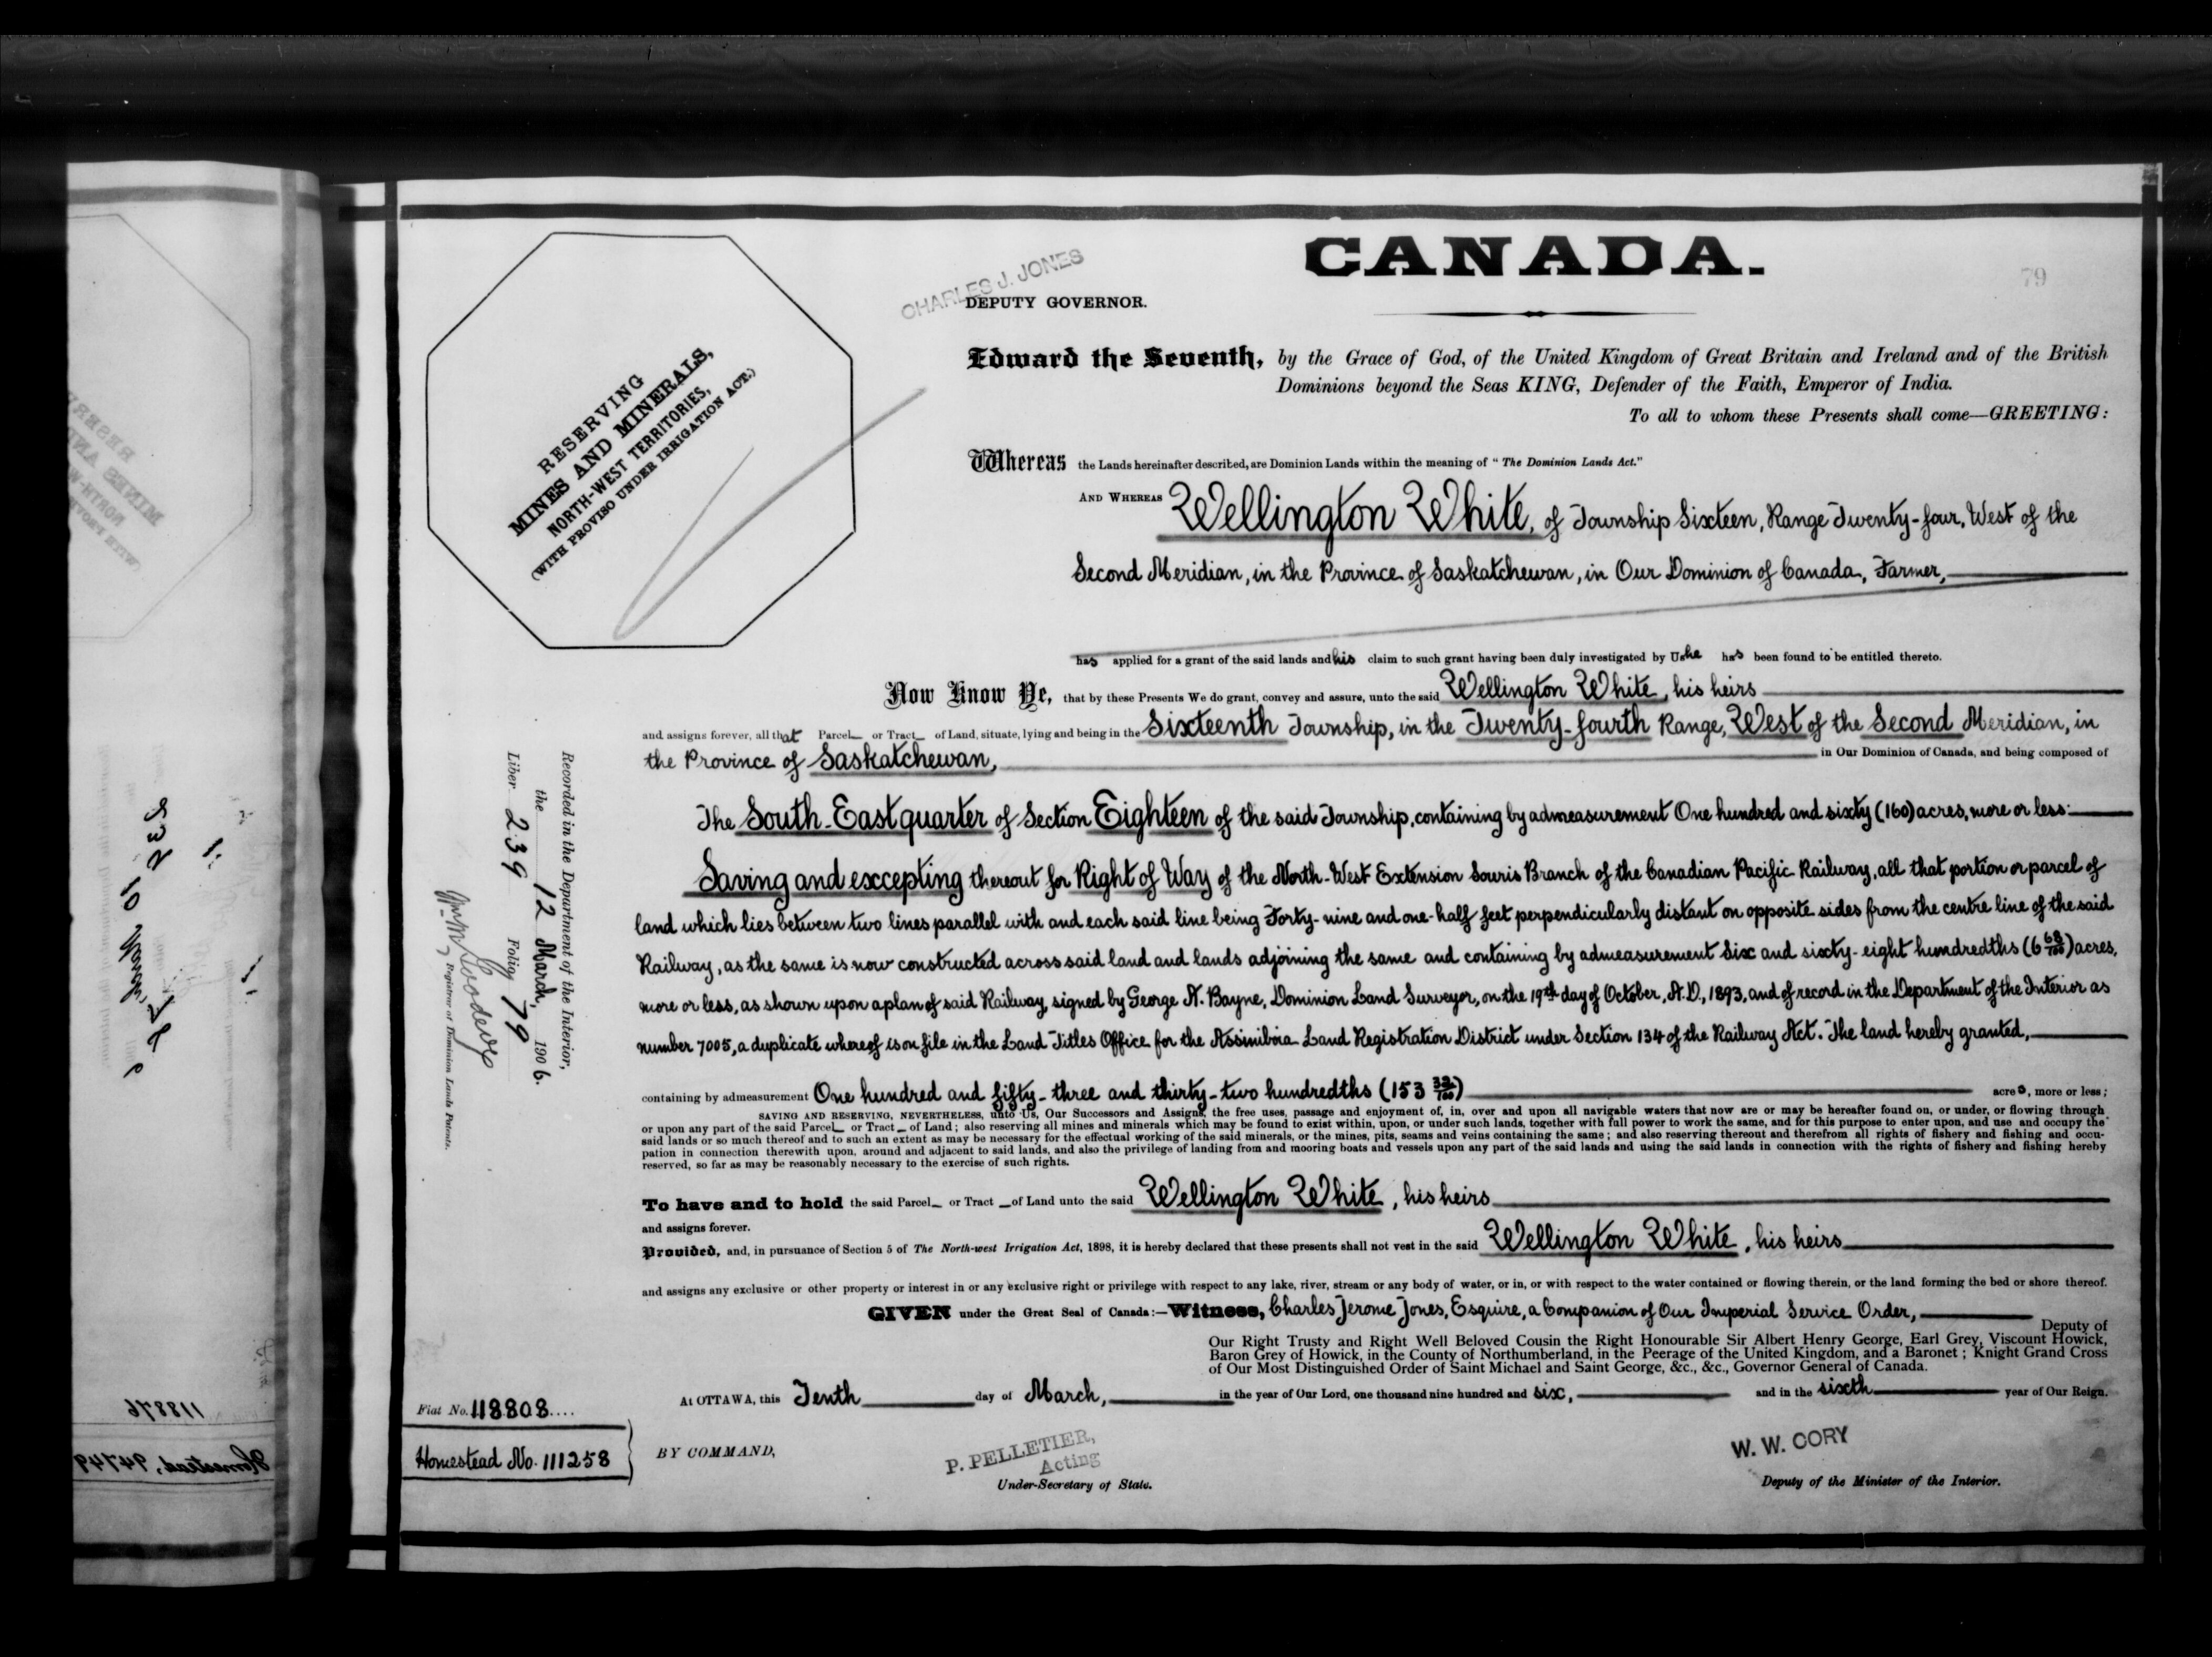 CANADA.
79
CHARLES J. JONES
DEPUTY GOVERNOR.
RESERVING
MINES AND MINERALS,
NORTH-WEST TERRITORIES,
(WITH PROVISO UNDER IRRIGATION ACT.)
Edward the Seventh, by the Grace of God, of the United Kingdom of Great Britain and Ireland and of the British
Dominions beyond the Seas KING, Defender of the Faith, Emperor of India.
To all to whom these Presents shall come—GREETING:
Whereas the Lands hereinafter described, are Dominion Lands within the meaning of "The Dominion Lands Act."
AND WHEREAS Wellington White, of Township Sixteen, Range Twenty-four, West of the
Second Meridian, in the Province of Saskatchewan, in Our Dominion of Canada, Farmer,
has applied for a grant of the said lands and his claim to such grant having been duly investigated by Us he has been found to be entitled thereto.
Now Know Ye, that by these Presents We do grant, convey and assure, unto the said Wellington White, his heirs
and assigns forever, all that Parcel or Tract of Land, situate, lying and being in the Sixteenth Township, in the Twenty-fourth Range, West of the Second Meridian, in
the Province of Saskatchewan, in Our Dominion of Canada, and being composed of
The South-East quarter of Section Eighteen of the said Township, containing by admeasurement One hundred and sixty (160) acres, more or less:
Saving and excepting thereout for Right of Way of the North-West Extension Souris Branch of the Canadian Pacific Railway, all that portion or parcel of
land which lies between two lines parallel with and each said line being Forty-nine and one-half feet perpendicularly distant on opposite sides from the centre line of the said
Railway, as the same is now constructed across said land and lands adjoining the same and containing by admeasurement Six and sixty-eight hundredths (6 68/100) acres,
more or less, as shown upon a plan of said Railway, signed by George A. Bayne, Dominion Land Surveyor, on the 19th day of October, A.D., 1893, and of record in the Department of the Interior as
number 7005, a duplicate whereof is on file in the Land Titles Office for the Assiniboia Land Registration District under Section 134 of the Railway Act. The land hereby granted,
containing by admeasurement One hundred and fifty-three and thirty-two hundredths (153 32/100) acres, more or less;
SAVING AND RESERVING, NEVERTHELESS, unto Us, Our Successors and Assigns, the free uses, passage and enjoyment of, in, over and upon all navigable waters that now are or may be hereafter found on, or under, or flowing through
or upon any part of the said Parcel or Tract of Land; also reserving all mines and minerals which may be found to exist within, upon, or under such lands, together with full power to work the same, and for this purpose to enter upon, and use and occupy the
said lands or so much thereof and to such an extent as may be necessary for the effectual working of the said minerals, or the mines, pits, seams and veins containing the same; and also reserving thereout and therefrom all rights of fishery and fishing and occu-
pation in connection therewith upon, around and adjacent to said lands, and also the privilege of landing from and mooring boats and vessels upon any part of the said lands and using the said lands in connection with the rights of fishery and fishing hereby
reserved, so far as may be reasonably necessary to the exercise of such rights.
To have and to hold the said Parcel or Tract of Land unto the said Wellington White, his heirs
and assigns forever.
Provided, and, in pursuance of Section 5 of The North-west Irrigation Act, 1898, it is hereby declared that these presents shall not vest in the said Wellington White, his heirs
and assigns any exclusive or other property or interest in or any exclusive right or privilege with respect to any lake, river, stream or any body of water, or in, or with respect to the water contained or flowing therein, or the land forming the bed or shore thereof.
GIVEN under the Great Seal of Canada:—Witness, Charles Jerome Jones, Esquire, a Companion of Our Imperial Service Order,
Deputy of
Our Right Trusty and Right Well Beloved Cousin the Right Honourable Sir Albert Henry George, Earl Grey, Viscount Howick,
Baron Grey of Howick, in the County of Northumberland, in the Peerage of the United Kingdom, and a Baronet; Knight Grand Cross
of Our Most Distinguished Order of Saint Michael and Saint George, &c., &c., Governor General of Canada.
At OTTAWA, this Tenth day of March, in the year of Our Lord, one thousand nine hundred and six, and in the sixth year of Our Reign.
BY COMMAND,
P. PELLETIER,
Acting
Under-Secretary of State.
W. W. CORY
Deputy of the Minister of the Interior.
Recorded in the Department of the Interior,
the 12 March, 1906.
Liber 239 Folio 79
Registrar of Dominion Lands Patents.
Fiat No. 118808....
Homestead No. 111258
118876
Homestead, 94749